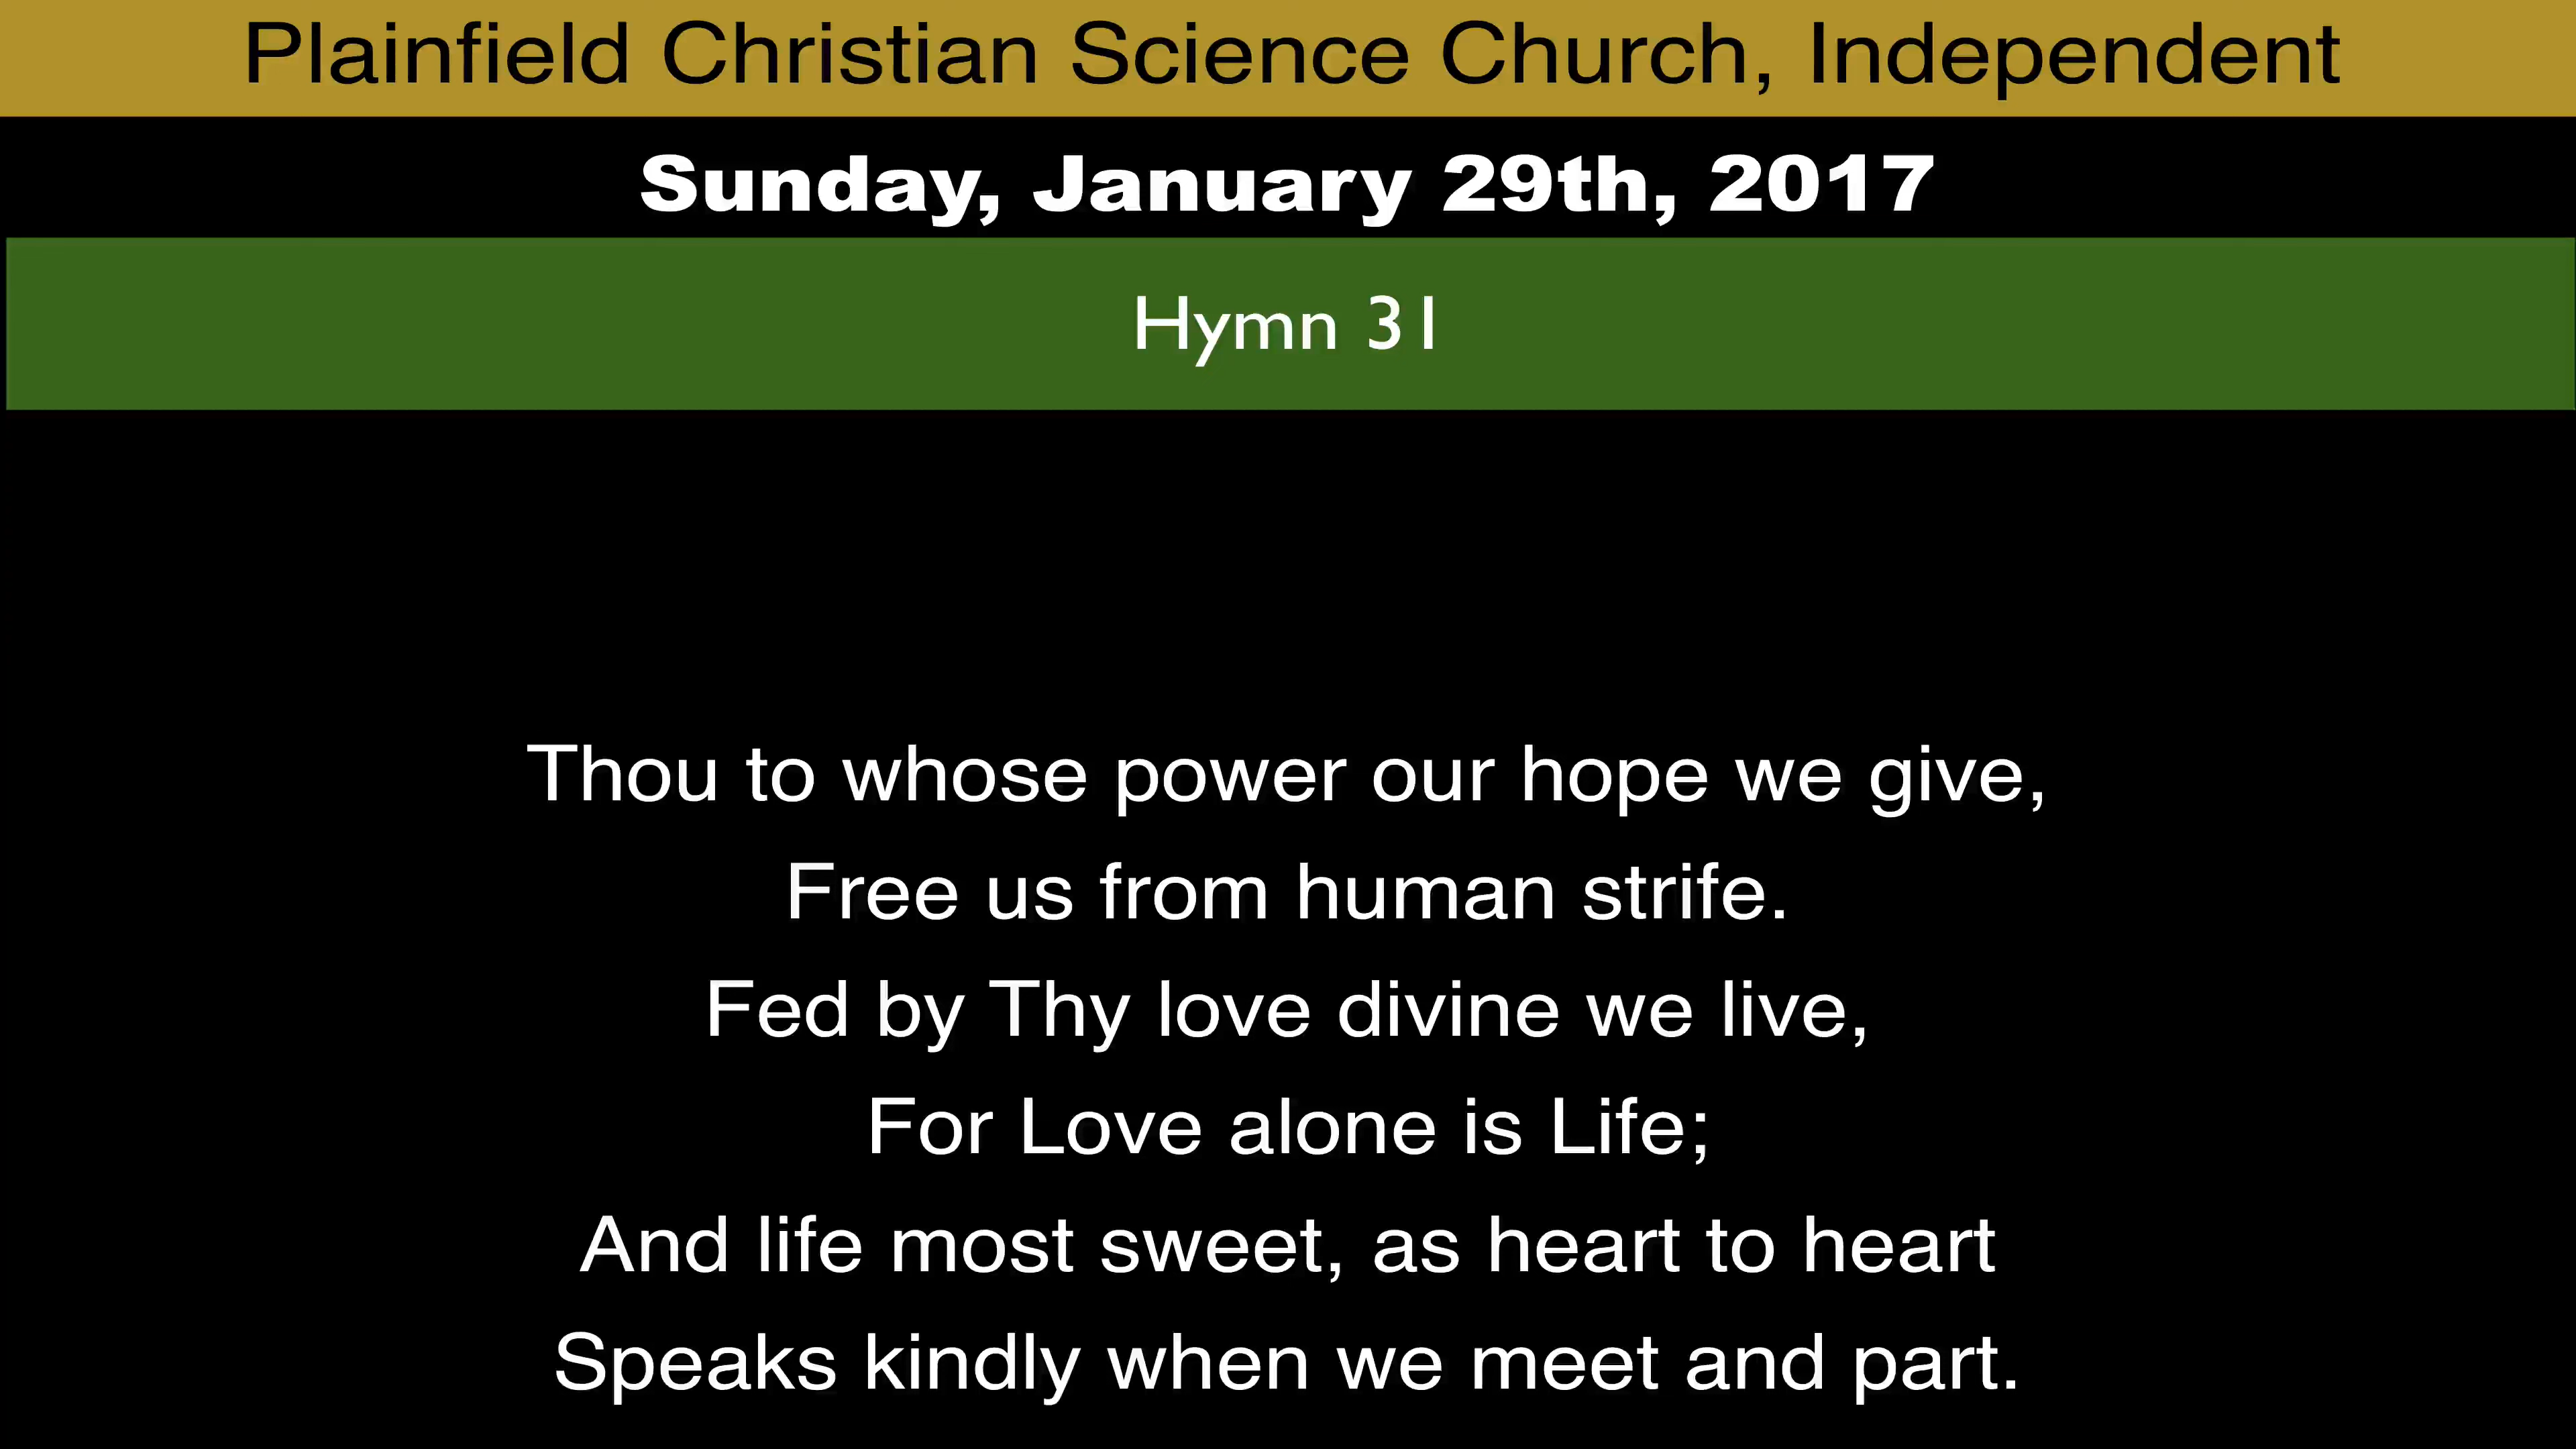 Plainfield Christian Science Church, Independent
Sunday, January 29th, 2017
Hymn 31
Thou to whose power our hope we give,
Free us from human strife.
Fed by Thy love divine we live,
For Love alone is Life;
And life most sweet, as heart to heart
Speaks kindly when we meet and part.